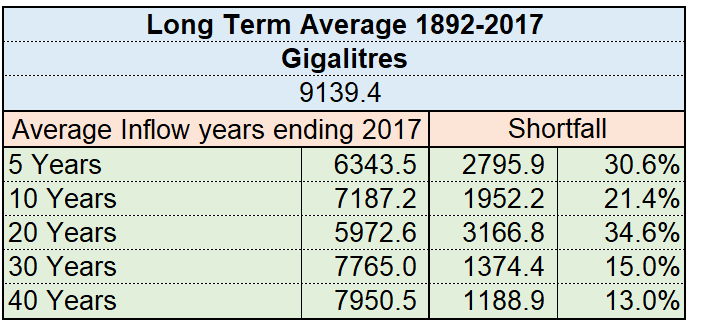 Long Term Average 1892-2017
Gigalitres
9139.4
Average Inflow years ending 2017 Shortfall
5 Years 6343.5 2795.9 30.6%
10 Years 7187.2 1952.2 21.4%
20 Years 5972.6 3166.8 34.6%
30 Years 7765.0 1374.4 15.0%
40 Years 7950.5 1188.9 13.0%